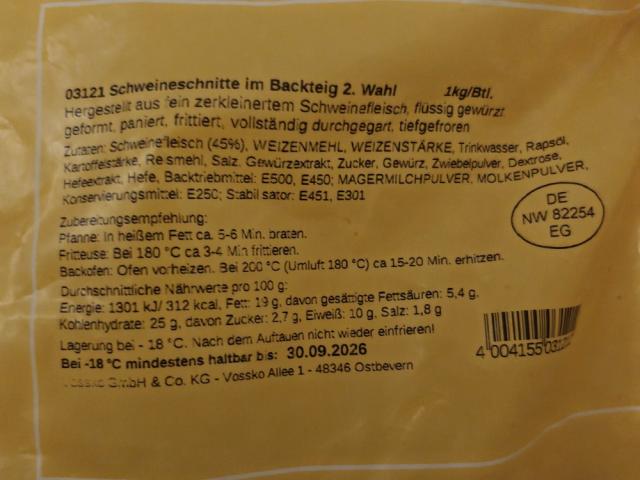 03121 Schweineschnitte im Backteig 2. Wahl 1kg/Btl.
Hergestellt aus fein zerkleinertem Schweinefleisch, flüssig gewürzt
geformt, paniert, frittiert, vollständig durchgegart, tiefgefroren
Zutaten: Schweinefleisch (45%), WEIZENMEHL, WEIZENSTÄRKE, Trinkwasser, Rapsöl,
Kartoffelstärke, Reismehl, Salz, Gewürzextrakt, Zucker, Gewürz, Zwiebelpulver, Dextrose,
Hefeextrakt, Hefe, Backtriebmittel: E500, E450; MAGERMILCHPULVER, MOLKENPULVER,
Konservierungsmittel: E250; Stabilisator: E451, E301
DE
NW 82254
EG
Zubereitungsempfehlung:
Pfanne: In heißem Fett ca. 5-6 Min. braten.
Fritteuse: Bei 180 °C ca 3-4 Min frittieren.
Backofen: Ofen vorheizen. Bei 200 °C (Umluft 180 °C) ca 15-20 Min. erhitzen.
Durchschnittliche Nährwerte pro 100 g:
Energie: 1301 kJ/ 312 kcal, Fett: 19 g, davon gesättigte Fettsäuren: 5,4 g,
Kohlenhydrate: 25 g, davon Zucker: 2,7 g, Eiweiß: 10 g, Salz: 1,8 g
Lagerung bei - 18 °C. Nach dem Auftauen nicht wieder einfrieren!
Bei -18 °C mindestens haltbar bis: 30.09.2026
Vossko GmbH & Co. KG - Vossko Allee 1 - 48346 Ostbevern
4 004155